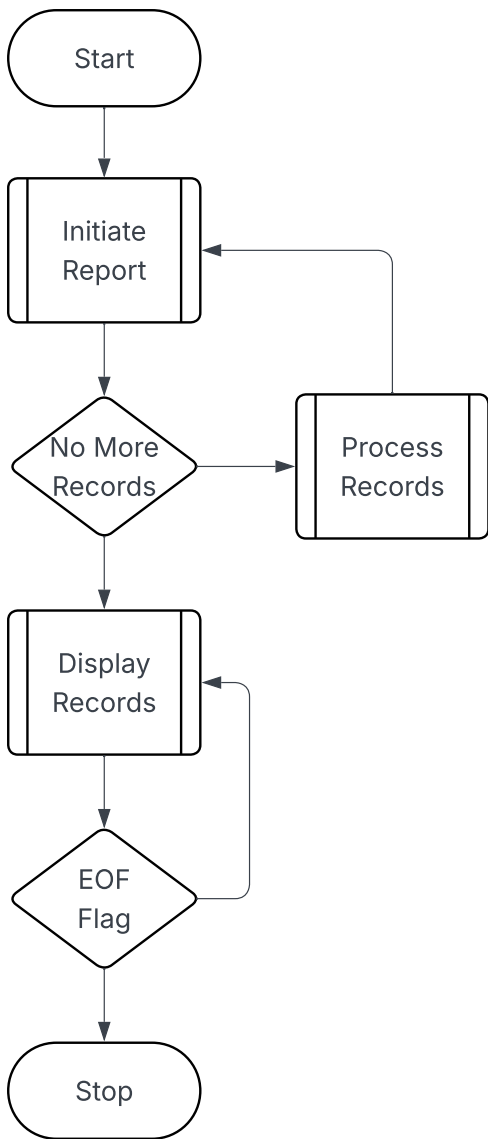 Start
Initiate
Report
No More
Records
Process
Records
Display
Records
EOF
Flag
Stop